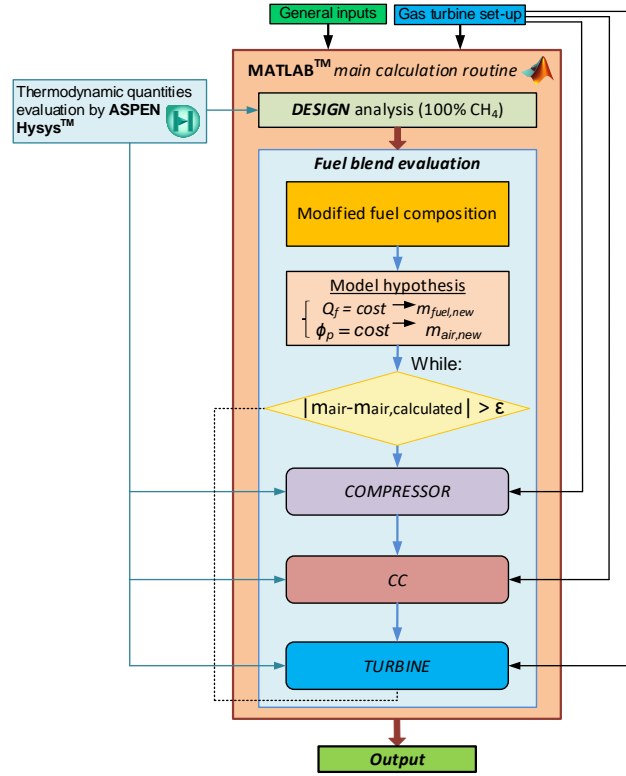 General inputs
Gas turbine set-up
MATLAB™ main calculation routine
Thermodynamic quantities
evaluation by ASPEN
Hysys™
H
DESIGN analysis (100% CH₄)
Fuel blend evaluation
Modified fuel composition
Model hypothesis
Q_f = cost → m_fuel,new
ϕ_p = cost → m_air,new
While:
|mair-mair,calculated| > ε
COMPRESSOR
CC
TURBINE
Output